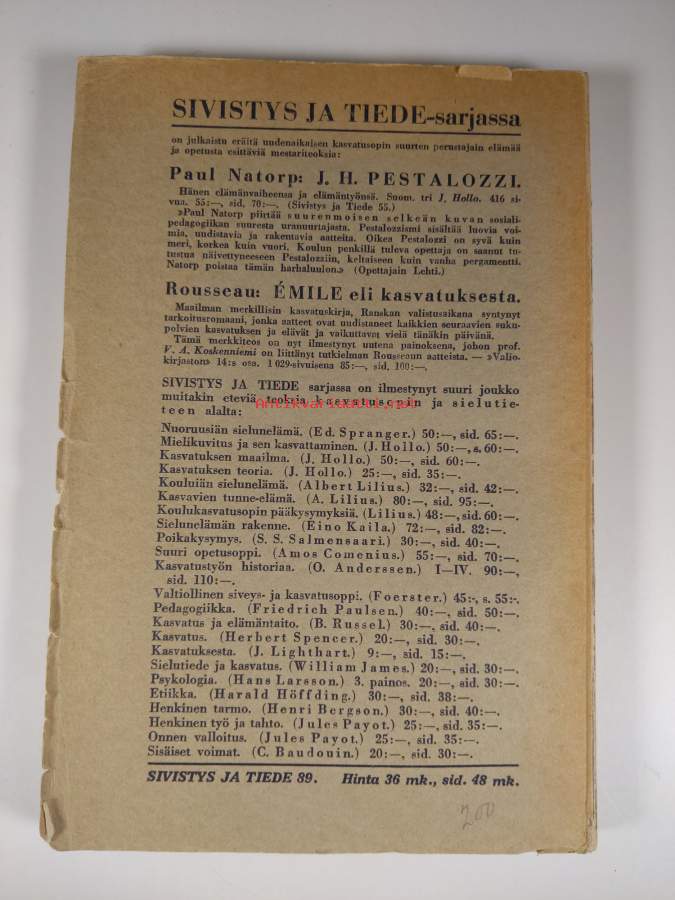 SIVISTYS JA TIEDE-sarjassa
on julkaistu eräitä uudenaikaisen kasvatusopin suurten perustajain elämää
ja opetusta esittäviä mestariteoksia:
Paul Natorp: J. H. PESTALOZZI.
Hänen elämänvaiheensa ja elämäntyönsä. Suom. tri J. Hollo. 416 si-
vua. 55:—, sid. 70:—. (Sivistys ja Tiede 55.)
»Paul Natorp piirtää suurenmoisen selkeän kuvan sosiali-
pedagogiikan suuresta uranuurtajasta. Pestalozzismi sisältää luovia voi-
mia, uudistavia ja rakentavia aatteita. Oikea Pestalozzi on syvä kuin
meri, korkea kuin vuori. Koulun penkillä tuleva opettaja on saanut tu-
tustua näivettyneeseen Pestalozziin, keltaiseen kuin vanha pergamentti.
Natorp poistaa tämän harhaluulon.» (Opettajain Lehti.)
Rousseau: ÉMILE eli kasvatuksesta.
Maailman merkillisin kasvatuskirja, Ranskan valistusaikana syntynyt
tarkoitusromaani, jonka aatteet ovat uudistaneet kaikkien seuraavien suku-
polvien kasvatuksen ja elävät ja vaikuttavat vielä tänäkin päivänä.
Tämä merkkiteos on nyt ilmestynyt uutena painoksena, johon prof.
V. A. Koskenniemi on liittänyt tutkielman Rousseaun aatteista. — »Valio-
kirjaston» 14:s osa. 1 029-sivuisena 85:—, sid. 100:—.
SIVISTYS JA TIEDE sarjassa on ilmestynyt suuri joukko
muitakin eteviä teoksia kasvatusopin ja sielutie-
teen alalta:
Antikvariaatti.net
Nuoruusiän sielunelämä. (Ed. Spranger.) 50:—, sid. 65:—.
Mielikuvitus ja sen kasvattaminen. (J. Hollo.) 50:—, s. 60:—.
Kasvatuksen maailma. (J. Hollo.) 50:—, sid. 60:—.
Kasvatuksen teoria. (J. Hollo.) 25:—, sid. 35:—.
Kouluiän sielunelämä. (Albert Lilius.) 32:—, sid. 42:—.
Kasvavien tunne-elämä. (A. Lilius.) 80:—, sid. 95:—.
Koulukasvatusopin pääkysymyksiä. (Lilius.) 48:—, sid. 60:—.
Sielunelämän rakenne. (Eino Kaila.) 72:—, sid. 82:—.
Poikakysymys. (S. S. Salmensaari.) 30:—, sid. 40:—.
Suuri opetusoppi. (Amos Comenius.) 55:—, sid. 70:—.
Kasvatustyön historiaa. (O. Anderssen.) I—IV. 90:—,
sid. 110:—.
Valtiollinen siveys- ja kasvatusoppi. (Foerster.) 45:-, s. 55:-.
Pedagogiikka. (Friedrich Paulsen.) 40:—, sid. 50:—.
Kasvatus ja elämäntaito. (B. Russel.) 30:—, sid. 40:—.
Kasvatus. (Herbert Spencer.) 20:—, sid. 30:—.
Kasvatuksesta. (J. Lighthart.) 9:—, sid. 15:—.
Sielutiede ja kasvatus. (William James.) 20:—, sid. 30:—.
Psykologia. (Hans Larsson.) 3. painos. 20:—, sid. 30:—.
Etiikka. (Harald Höffding.) 30:—, sid. 38:—.
Henkinen tarmo. (Henri Bergson.) 30:—, sid. 40:—.
Henkinen työ ja tahto. (Jules Payot.) 25:—, sid. 35:—.
Onnen valloitus. (Jules Payot.) 25:—, sid. 35:—.
Sisäiset voimat. (C. Baudouin.) 20:—, sid. 30:—.
SIVISTYS JA TIEDE 89. Hinta 36 mk., sid. 48 mk.
200